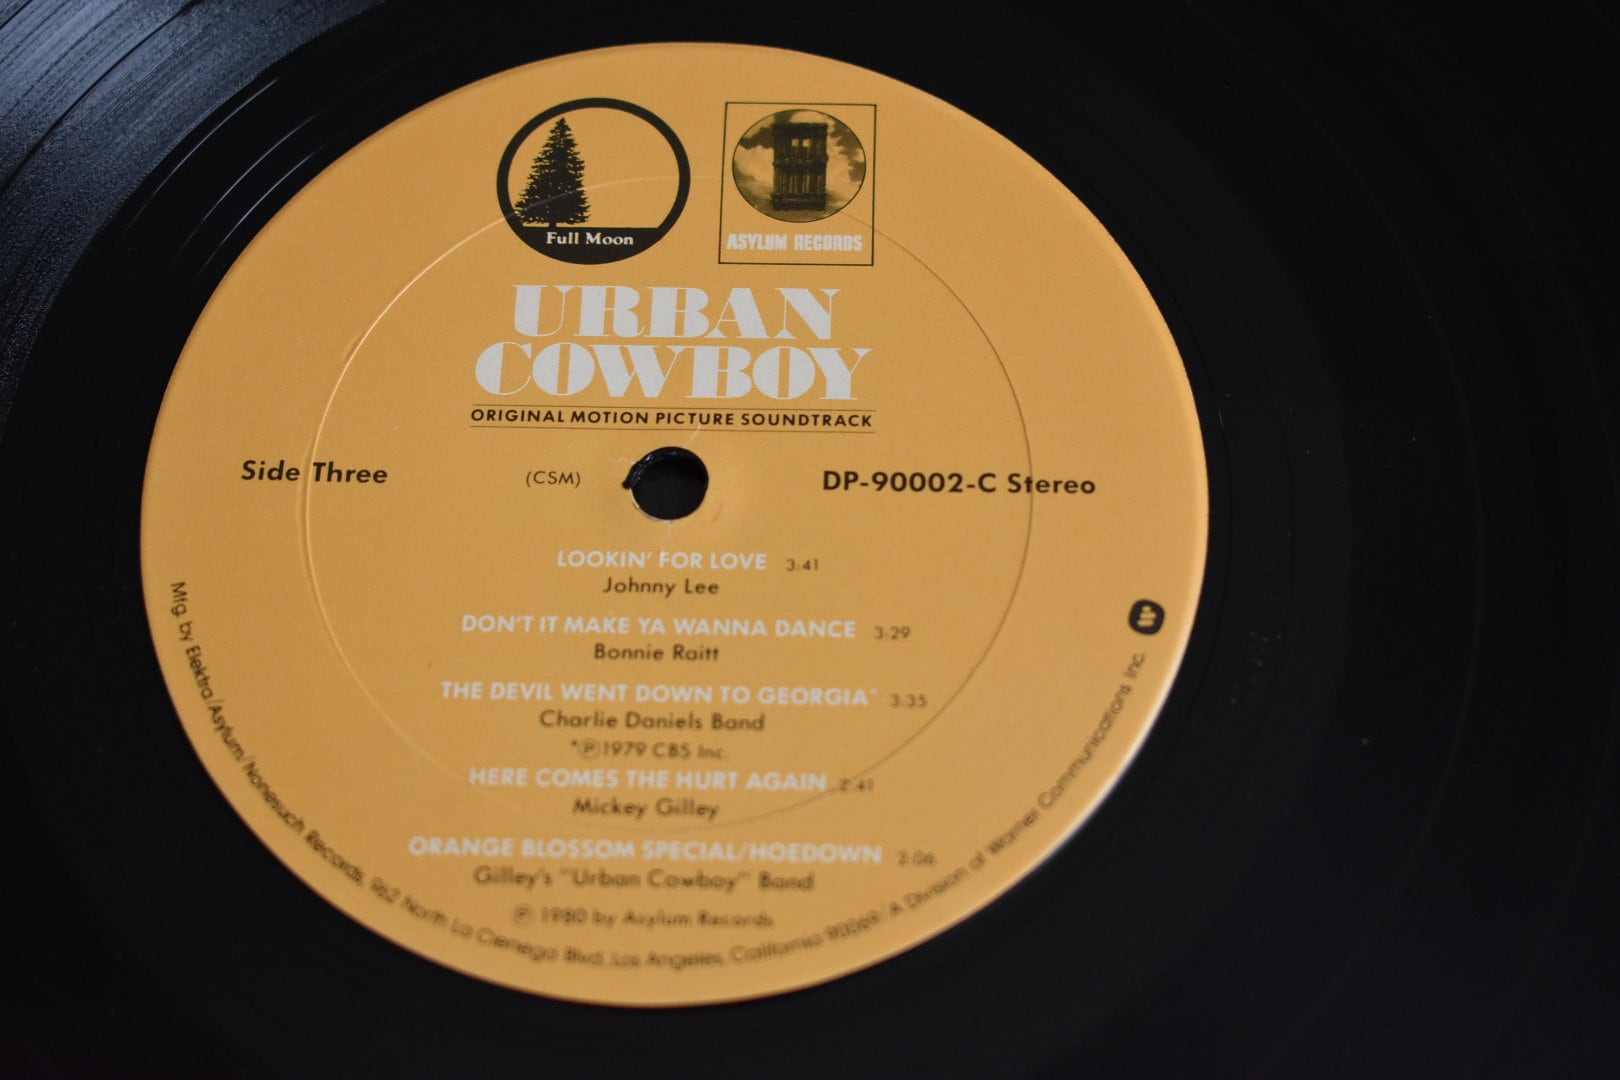 Full Moon
ASYLUM RECORDS
URBAN
COWBOY
ORIGINAL MOTION PICTURE SOUNDTRACK
Side Three (CSM) DP-90002-C Stereo
LOOKIN' FOR LOVE 3:41
Johnny Lee
DON'T IT MAKE YA WANNA DANCE 3:29
Bonnie Raitt
THE DEVIL WENT DOWN TO GEORGIA* 3:35
Charlie Daniels Band
*℗1979 CBS Inc.
HERE COMES THE HURT AGAIN 2:41
Mickey Gilley
ORANGE BLOSSOM SPECIAL/HOEDOWN 2:06
Gilley's "Urban Cowboy" Band
℗ 1980 by Asylum Records
Mfg. by Elektra/Asylum/Nonesuch Records, 962 North La Cienega Blvd., Los Angeles, California 90069/A Division of Warner Communications Inc.